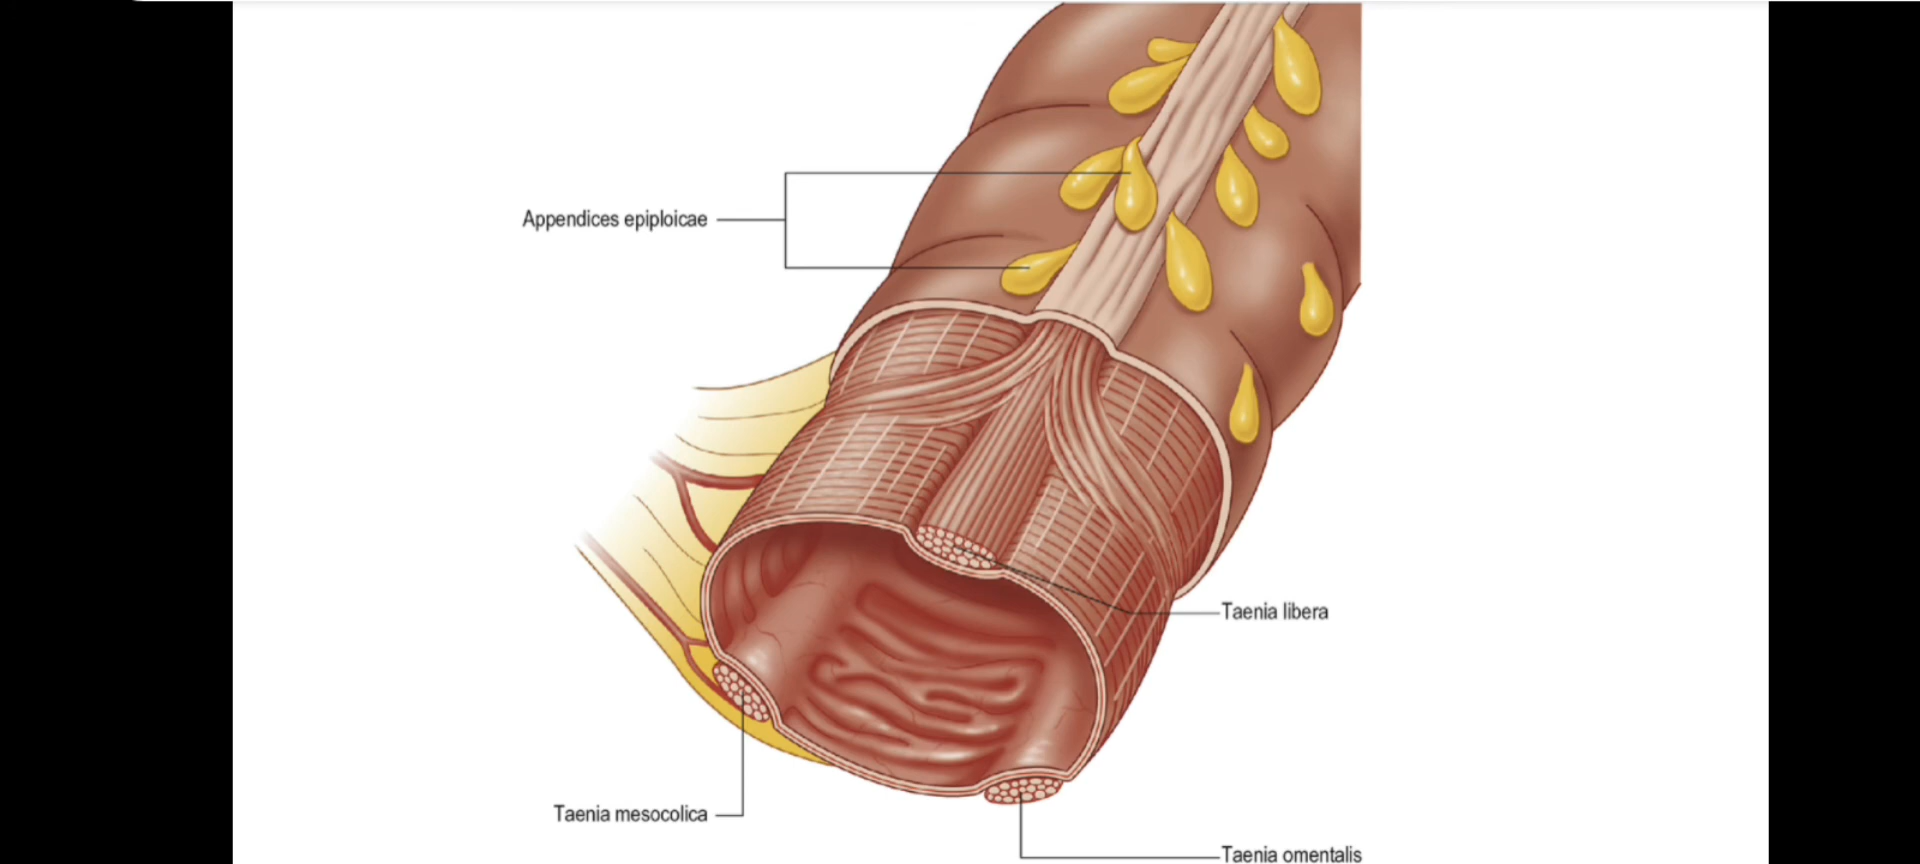 Appendices epiploicae
Taenia libera
Taenia mesocolica
Taenia omentalis